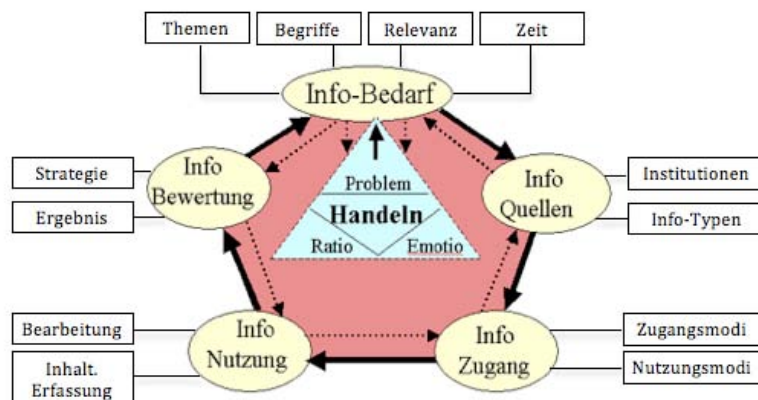 Themen
Begriffe
Relevanz
Zeit
Info-Bedarf
Strategie
Ergebnis
Info
Bewertung
Problem
Handeln
Ratio
Emotio
Info
Quellen
Institutionen
Info-Typen
Bearbeitung
Inhalt.
Erfassung
Info
Nutzung
Info
Zugang
Zugangsmodi
Nutzungsmodi